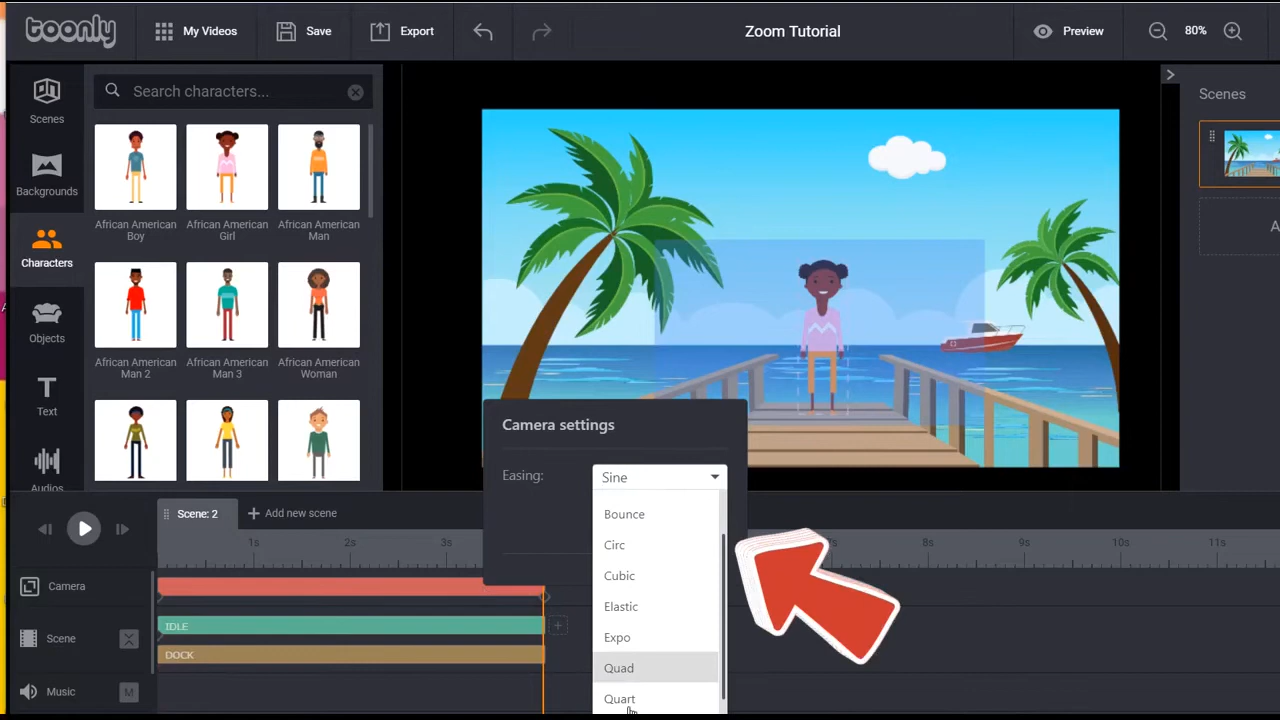 toonly
My Videos
Save
Export
Zoom Tutorial
Preview
80%
Scenes
Backgrounds
Characters
Objects
Text
Audios
Search characters...
African American
Boy
African American
Girl
African American
Man
African American
Man 2
African American
Man 3
African American
Woman
Scenes
A
Camera settings
Easing:
Sine
Bounce
Circ
Cubic
Elastic
Expo
Quad
Quart
Scene: 2
Add new scene
1s
2s
3s
7s
8s
9s
10s
11s
Camera
Scene
Music
M
IDLE
DOCK